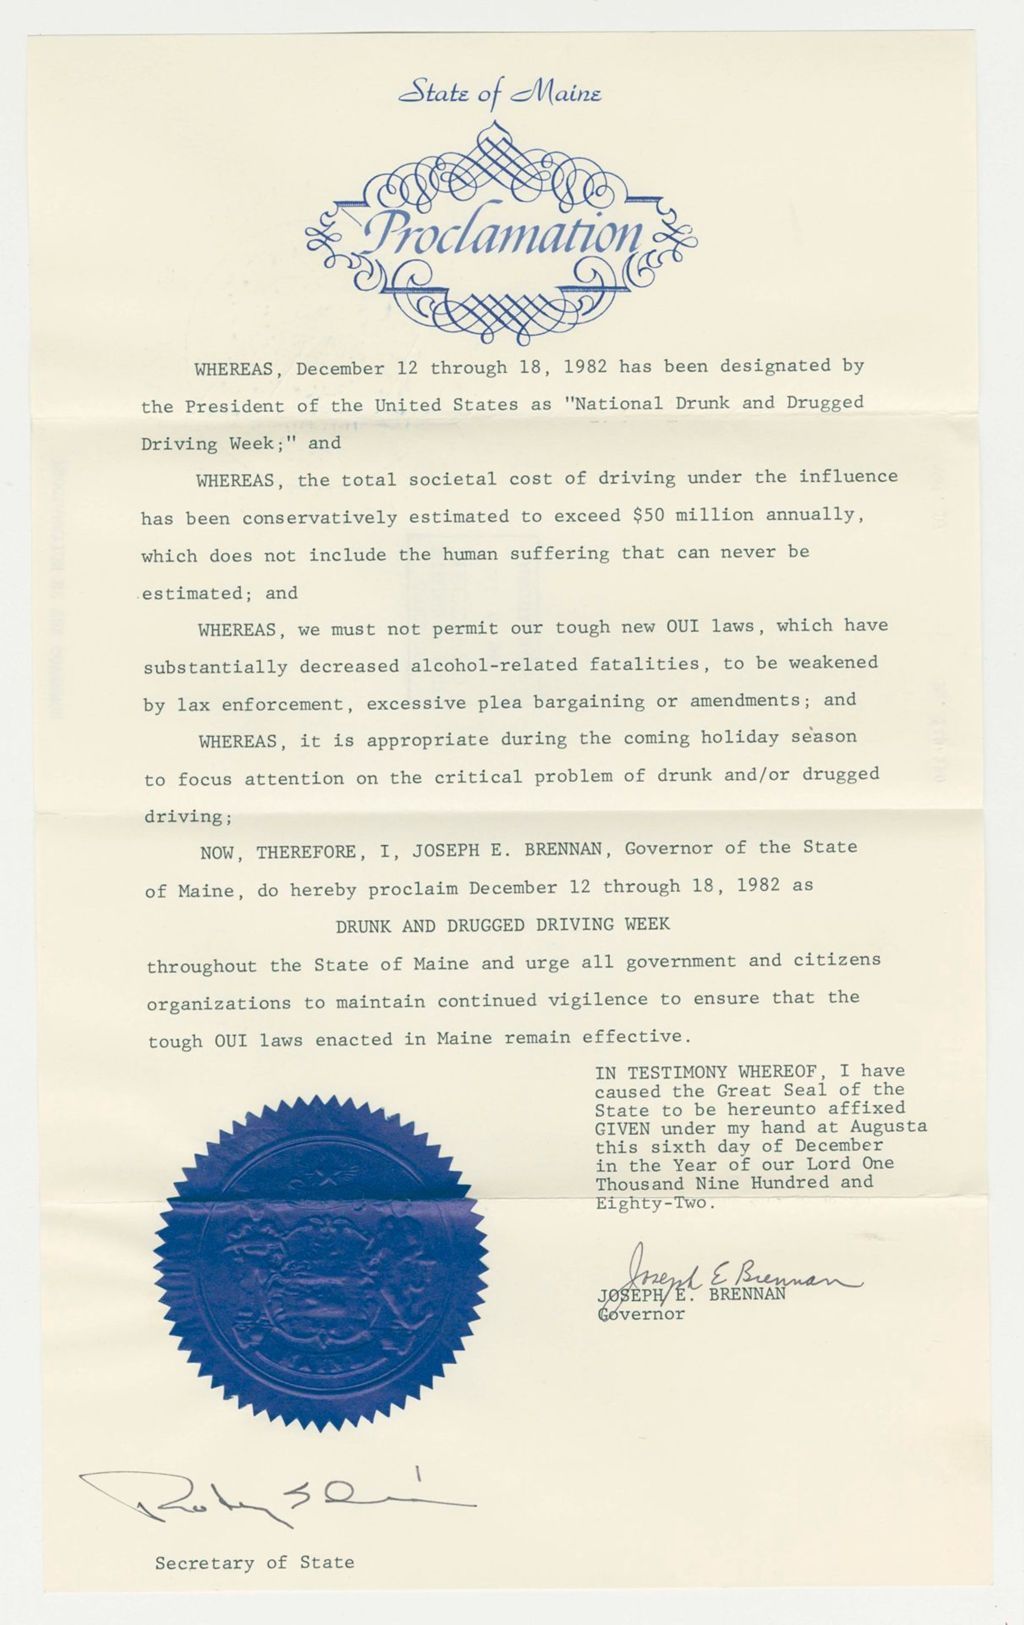 State of Maine
Proclamation
WHEREAS, December 12 through 18, 1982 has been designated by
the President of the United States as "National Drunk and Drugged
Driving Week;" and
WHEREAS, the total societal cost of driving under the influence
has been conservatively estimated to exceed $50 million annually,
which does not include the human suffering that can never be
estimated; and
WHEREAS, we must not permit our tough new OUI laws, which have
substantially decreased alcohol-related fatalities, to be weakened
by lax enforcement, excessive plea bargaining or amendments; and
WHEREAS, it is appropriate during the coming holiday season
to focus attention on the critical problem of drunk and/or drugged
driving;
NOW, THEREFORE, I, JOSEPH E. BRENNAN, Governor of the State
of Maine, do hereby proclaim December 12 through 18, 1982 as
DRUNK AND DRUGGED DRIVING WEEK
throughout the State of Maine and urge all government and citizens
organizations to maintain continued vigilence to ensure that the
tough OUI laws enacted in Maine remain effective.
IN TESTIMONY WHEREOF, I have
caused the Great Seal of the
State to be hereunto affixed
GIVEN under my hand at Augusta
this sixth day of December
in the Year of our Lord One
Thousand Nine Hundred and
Eighty-Two.
Joseph E Brennan
JOSEPH E. BRENNAN
Governor
Secretary of State